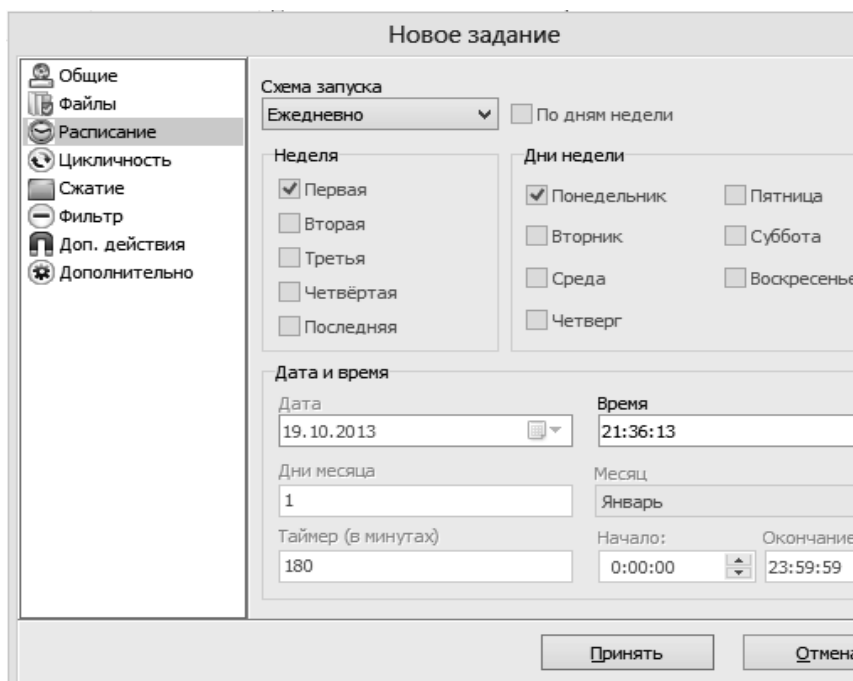 Новое задание
Общие
Файлы
Расписание
Цикличность
Сжатие
Фильтр
Доп. действия
Дополнительно
Схема запуска
Ежедневно
По дням недели
Неделя
Первая
Вторая
Третья
Четвёртая
Последняя
Дни недели
Понедельник
Вторник
Среда
Четверг
Пятница
Суббота
Воскресенье
Дата и время
Дата
19.10.2013
Время
21:36:13
Дни месяца
1
Месяц
Январь
Таймер (в минутах)
180
Начало:
0:00:00
Окончание
23:59:59
Принять
Отмена